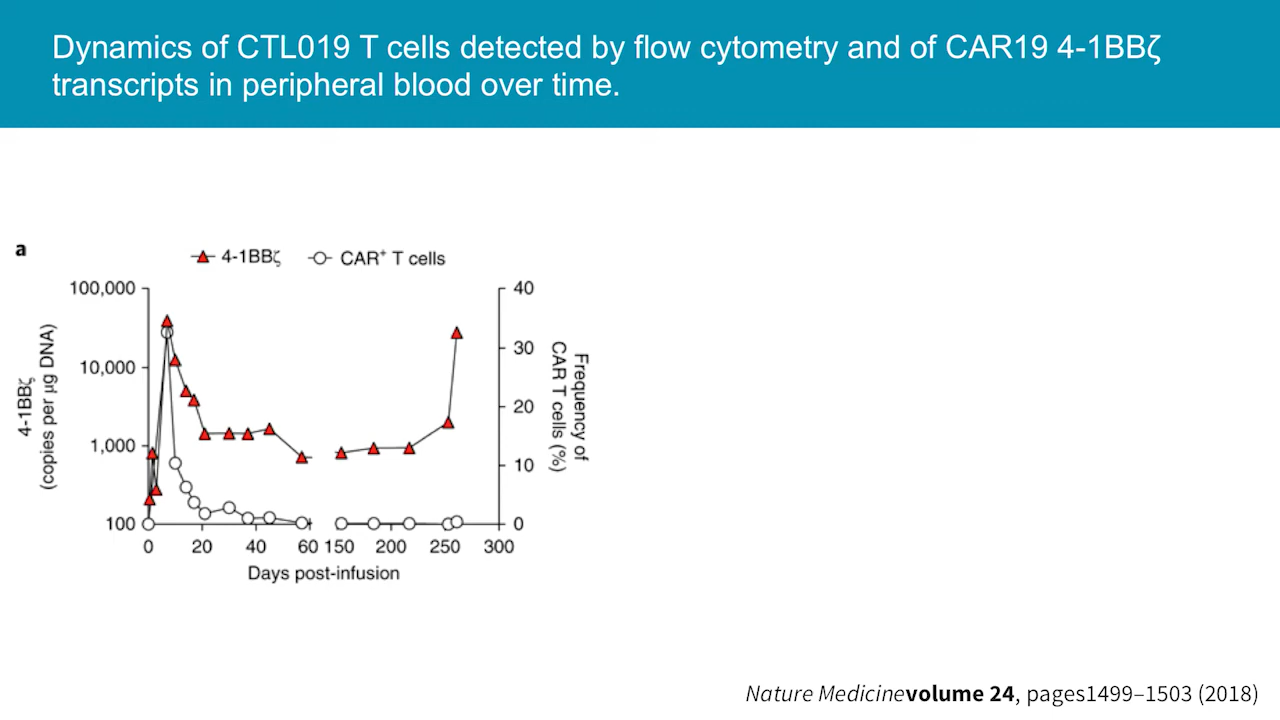 Dynamics of CTL019 T cells detected by flow cytometry and of CAR19 4-1BBζ
transcripts in peripheral blood over time.
a
4-1BBζ
CAR⁺ T cells
100,000
10,000
1,000
100
4-1BBζ
(copies per μg DNA)
40
30
20
10
0
Frequency of
CAR T cells (%)
0 20 40 60 150 200 250 300
Days post-infusion
Nature Medicinevolume 24, pages1499–1503 (2018)